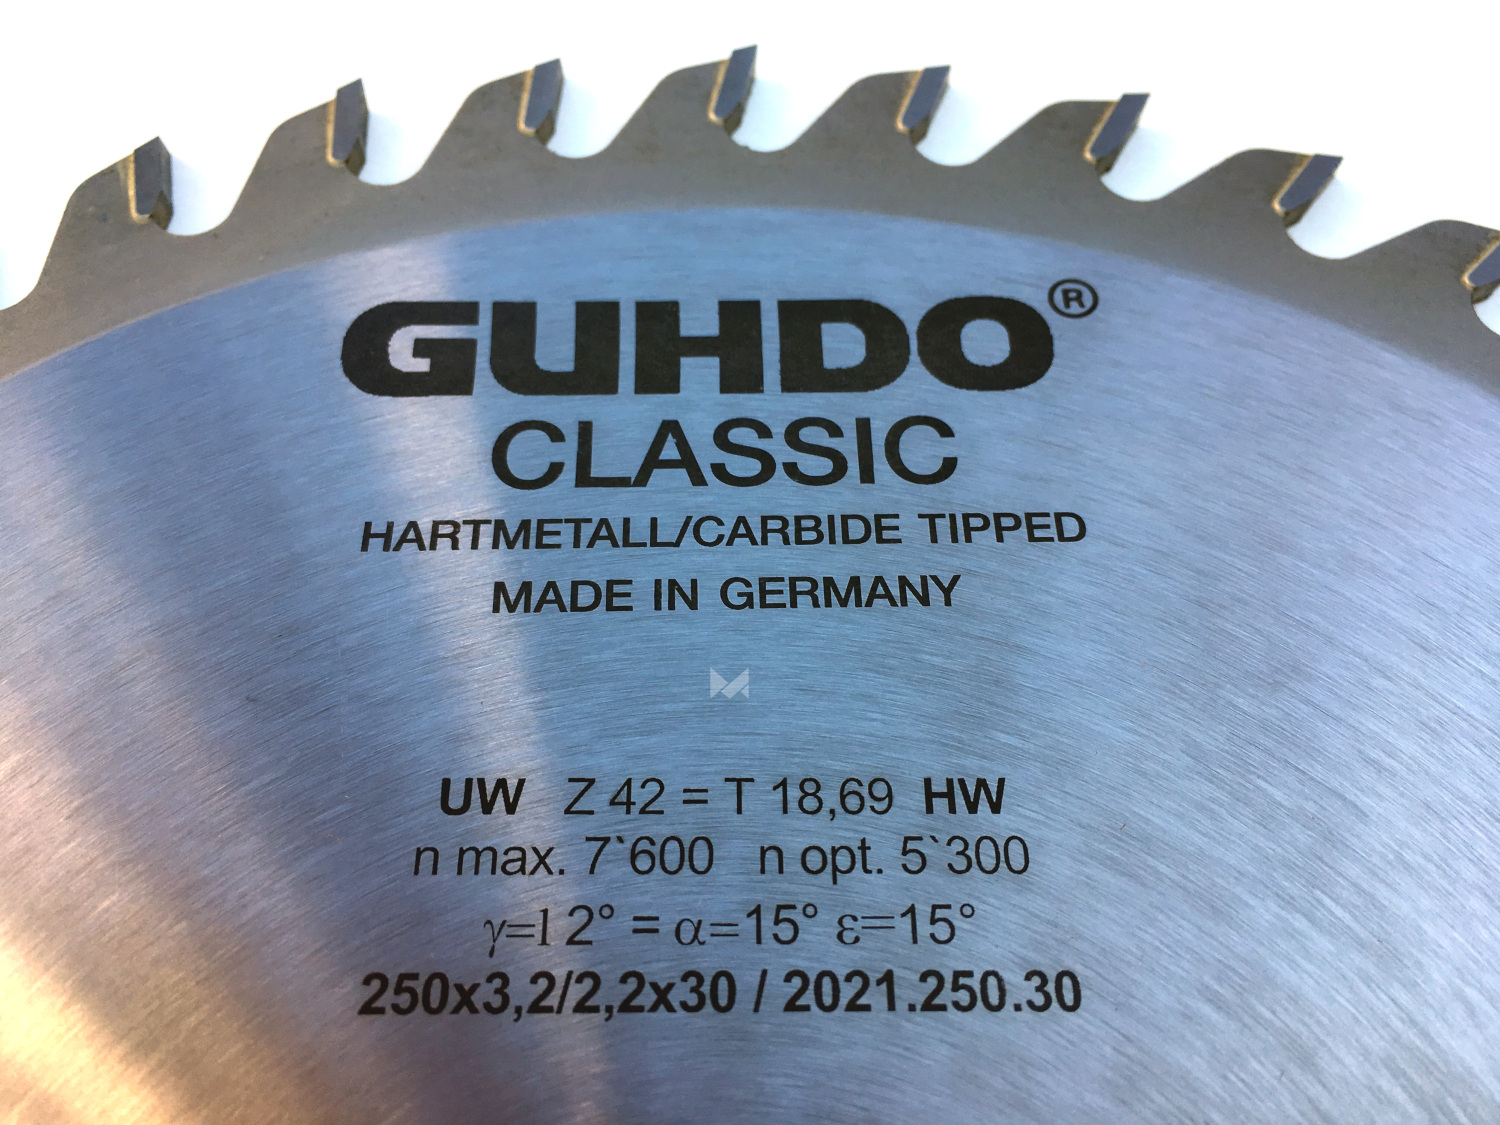 GUHDO®
CLASSIC
HARTMETALL/CARBIDE TIPPED
MADE IN GERMANY
UW Z 42 = T 18,69 HW
n max. 7`600 n opt. 5`300
γ=12° = α=15° ε=15°
250x3,2/2,2x30 / 2021.250.30